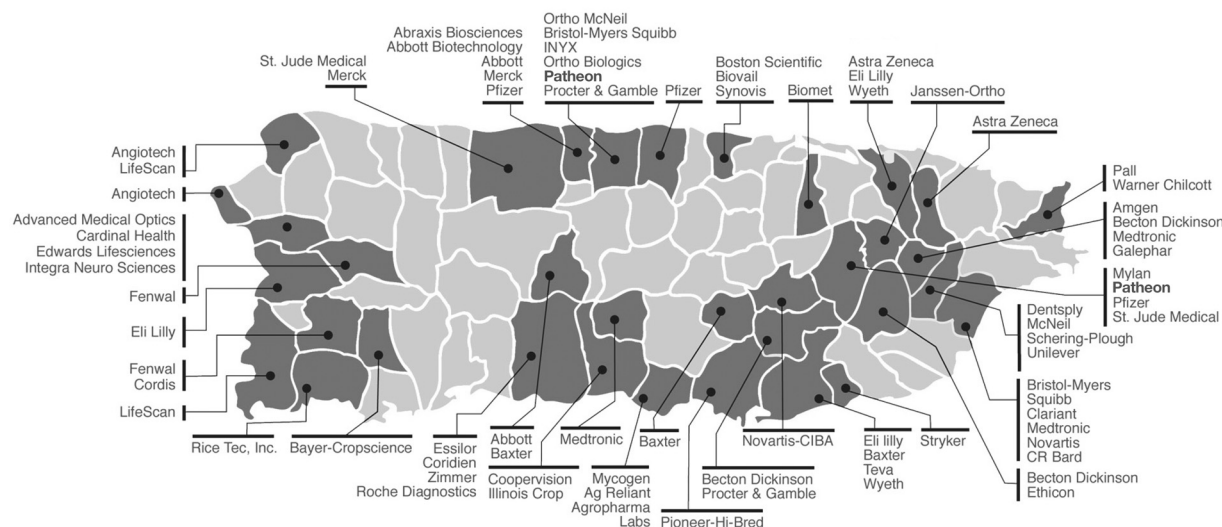 St. Jude Medical
Merck
Abraxis Biosciences
Abbott Biotechnology
Abbott
Merck
Pfizer
Ortho McNeil
Bristol-Myers Squibb
INYX
Ortho Biologics
Patheon
Procter & Gamble
Pfizer
Boston Scientific
Biovail
Synovis
Biomet
Astra Zeneca
Eli Lilly
Wyeth
Janssen-Ortho
Astra Zeneca
Angiotech
LifeScan
Angiotech
Advanced Medical Optics
Cardinal Health
Edwards Lifesciences
Integra Neuro Sciences
Fenwal
Eli Lilly
Fenwal
Cordis
LifeScan
Pall
Warner Chilcott
Amgen
Becton Dickinson
Medtronic
Galephar
Mylan
Patheon
Pfizer
St. Jude Medical
Dentsply
McNeil
Schering-Plough
Unilever
Bristol-Myers
Squibb
Clariant
Medtronic
Novartis
CR Bard
Becton Dickinson
Ethicon
Rice Tec, Inc.
Bayer-Cropscience
Essilor
Coridien
Zimmer
Roche Diagnostics
Abbott
Baxter
Coopervision
Illinois Crop
Medtronic
Mycogen
Ag Reliant
Agropharma
Labs
Baxter
Pioneer-Hi-Bred
Becton Dickinson
Procter & Gamble
Novartis-CIBA
Eli lilly
Baxter
Teva
Wyeth
Stryker